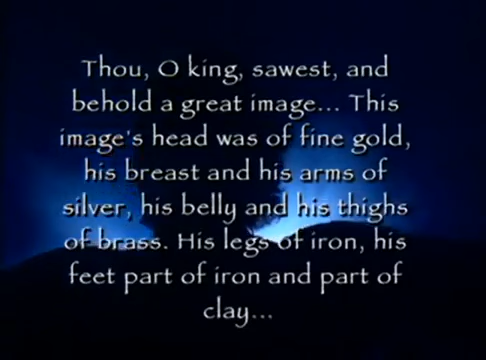 Thou, O king, sawest, and
behold a great image... This
image's head was of fine gold,
his breast and his arms of
silver, his belly and his thighs
of brass. His legs of iron, his
feet part of iron and part of
clay...